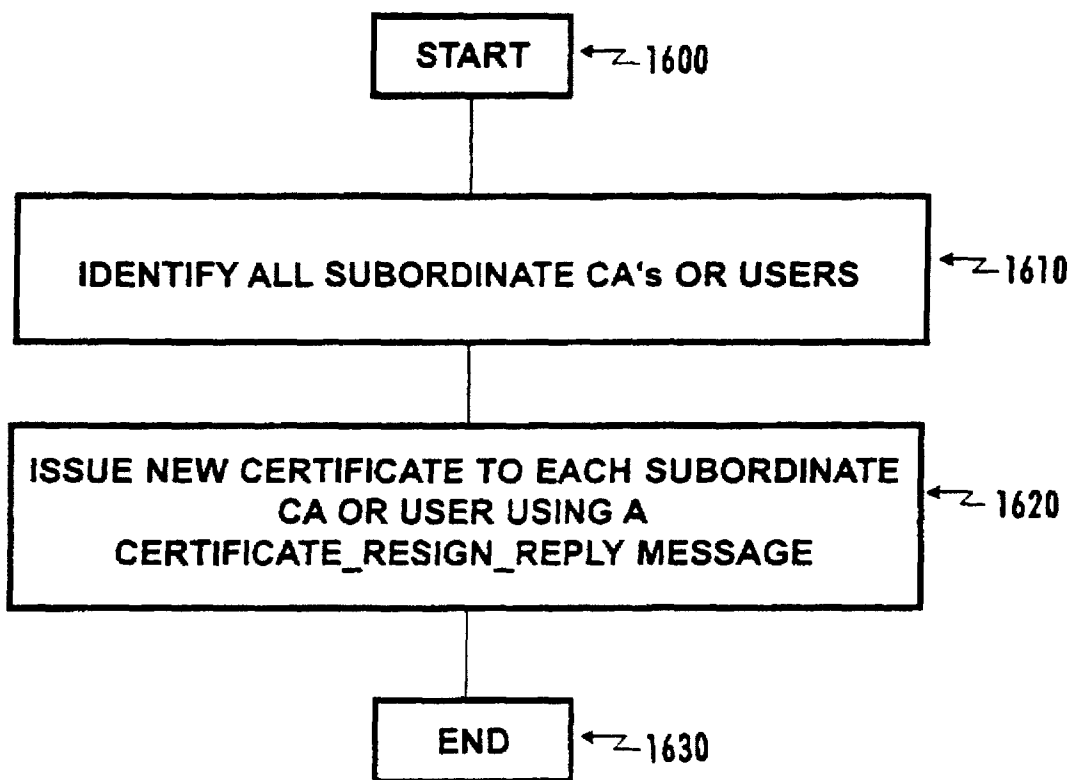 START
1600
IDENTIFY ALL SUBORDINATE CA's OR USERS
1610
ISSUE NEW CERTIFICATE TO EACH SUBORDINATE
CA OR USER USING A
CERTIFICATE_RESIGN_REPLY MESSAGE
1620
END
1630